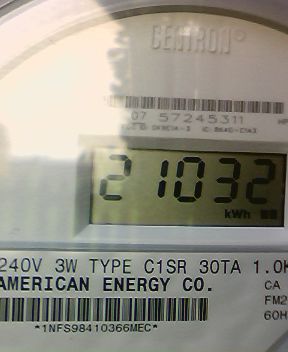 CENTRON®
07 57245311
21032
kWh
240V 3W TYPE C1SR 30TA 1.0K
AMERICAN ENERGY CO.
CA
FM2
60H
*1NFS98410366MEC*